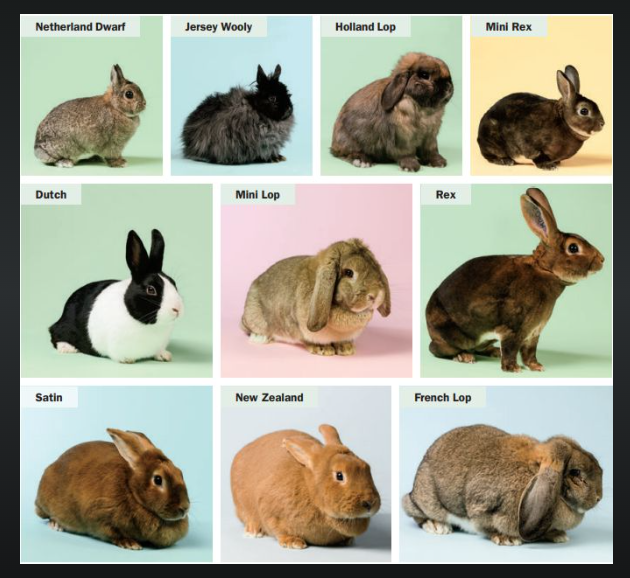 Netherland Dwarf
Jersey Wooly
Holland Lop
Mini Rex
Dutch
Mini Lop
Rex
Satin
New Zealand
French Lop